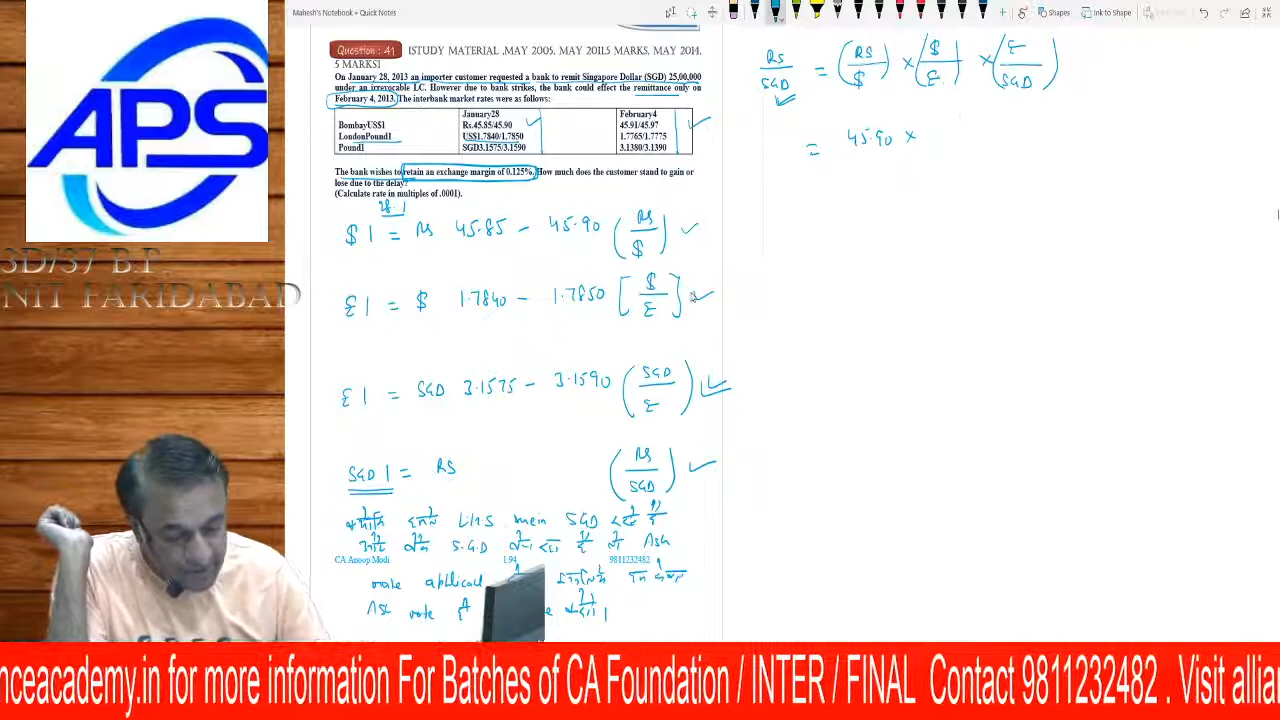 Mahesh's Notebook + Quick Notes
Shapes
Ink to Shape
APS
3D/37 B.P.
NIT FARIDABAD
Question : 41
[STUDY MATERIAL ,MAY 2005, MAY 2011,5 MARKS, MAY 2014,
5 MARKS]
On January 28, 2013 an importer customer requested a bank to remit Singapore Dollar (SGD) 25,00,000
under an irrevocable LC. However due to bank strikes, the bank could effect the remittance only on
February 4, 2013. The interbank market rates were as follows:
January28 February4
BombayUS$1 Rs.45.85/45.90 45.91/45.97
LondonPound1 US$1.7840/1.7850 1.7765/1.7775
Pound1 SGD3.1575/3.1590 3.1380/3.1390
The bank wishes to retain an exchange margin of 0.125%. How much does the customer stand to gain or
lose due to the delay?
(Calculate rate in multiples of .0001).
28.1
$ 1 = Rs 45.85 - 45.90 (Rs/$)
£ 1 = $ 1.7840 - 1.7850 [$/£]
£ 1 = SGD 3.1575 - 3.1590 (SGD/£)
SGD 1 = Rs (Rs/SGD)
L.H.S mein SGD
S.G.D Ask
rate
Ask rate
CA Anoop Modi 1.94 9811232482
Rs/SGD = (Rs/$) × ($/£) × (£/SGD)
= 45.90 ×
nceacademy.in for more information For Batches of CA Foundation / INTER / FINAL Contact 9811232482 . Visit allia